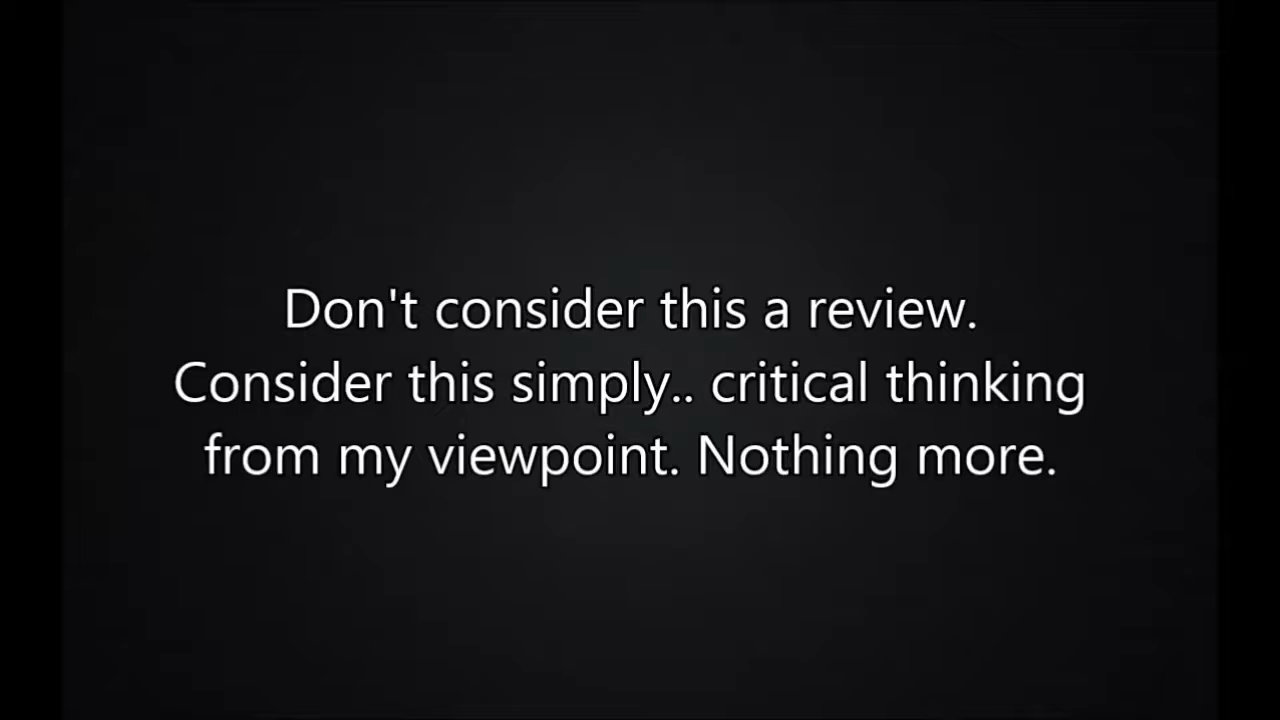 Don't consider this a review.
Consider this simply.. critical thinking
from my viewpoint. Nothing more.